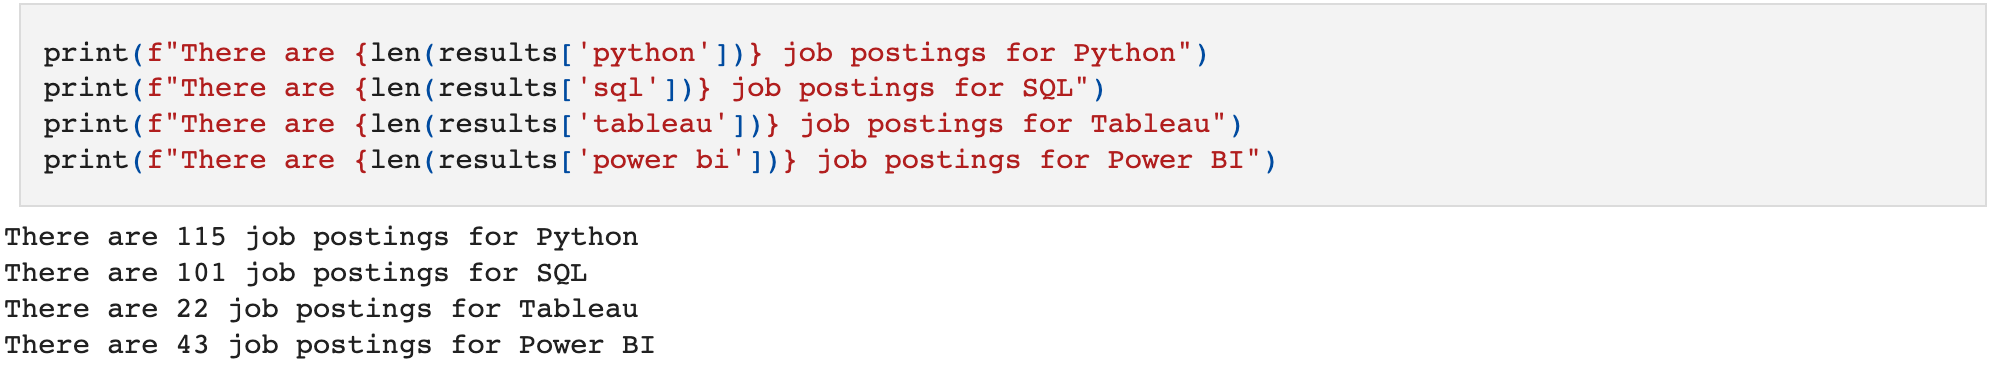 print(f"There are {len(results['python'])} job postings for Python")
print(f"There are {len(results['sql'])} job postings for SQL")
print(f"There are {len(results['tableau'])} job postings for Tableau")
print(f"There are {len(results['power bi'])} job postings for Power BI")
There are 115 job postings for Python
There are 101 job postings for SQL
There are 22 job postings for Tableau
There are 43 job postings for Power BI